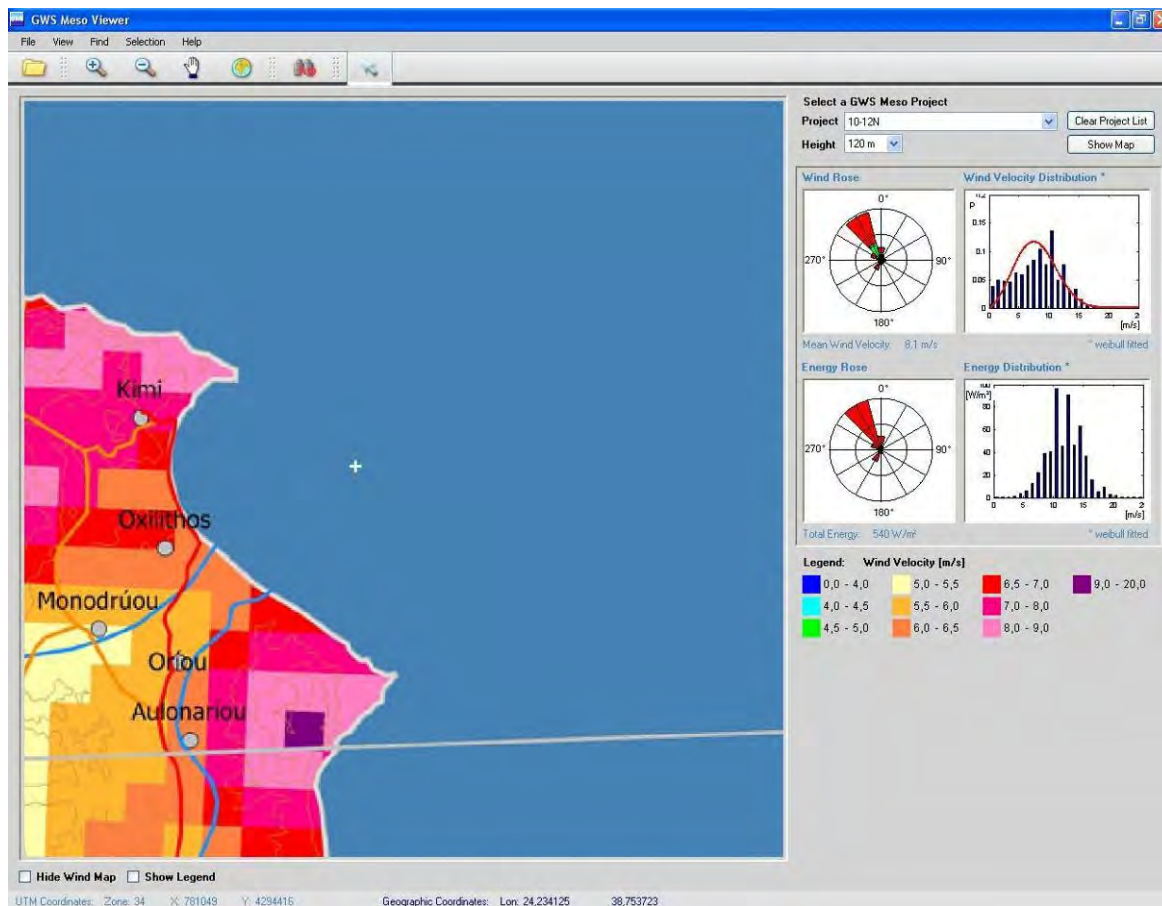 GWS Meso Viewer
File View Find Selection Help
Select a GWS Meso Project
Project 10-12N Clear Project List
Height 120 m Show Map
Wind Rose Wind Velocity Distribution *
0°
270° 90°
180°
P
0.2
0.15
0.1
0.05
0
0 5 10 15 20 2
[m/s]
Mean Wind Velocity: 8.1 m/s * weibull fitted
Energy Rose Energy Distribution *
0°
270° 90°
180°
100
[W/m²]
80
60
40
20
0
0 5 10 15 20 2
[m/s]
Total Energy: 540 W/m² * weibull fitted
Legend: Wind Velocity [m/s]
0,0 - 4,0 5,0 - 5,5 6,5 - 7,0 9,0 - 20,0
4,0 - 4,5 5,5 - 6,0 7,0 - 8,0
4,5 - 5,0 6,0 - 6,5 8,0 - 9,0
Kimi
Oxilithos
Monodrúou
Oríou
Aulonaríou
Hide Wind Map Show Legend
UTM Coordinates: Zone: 34 X: 781049 Y: 4294416 Geographic Coordinates: Lon: 24,234125 38,753723